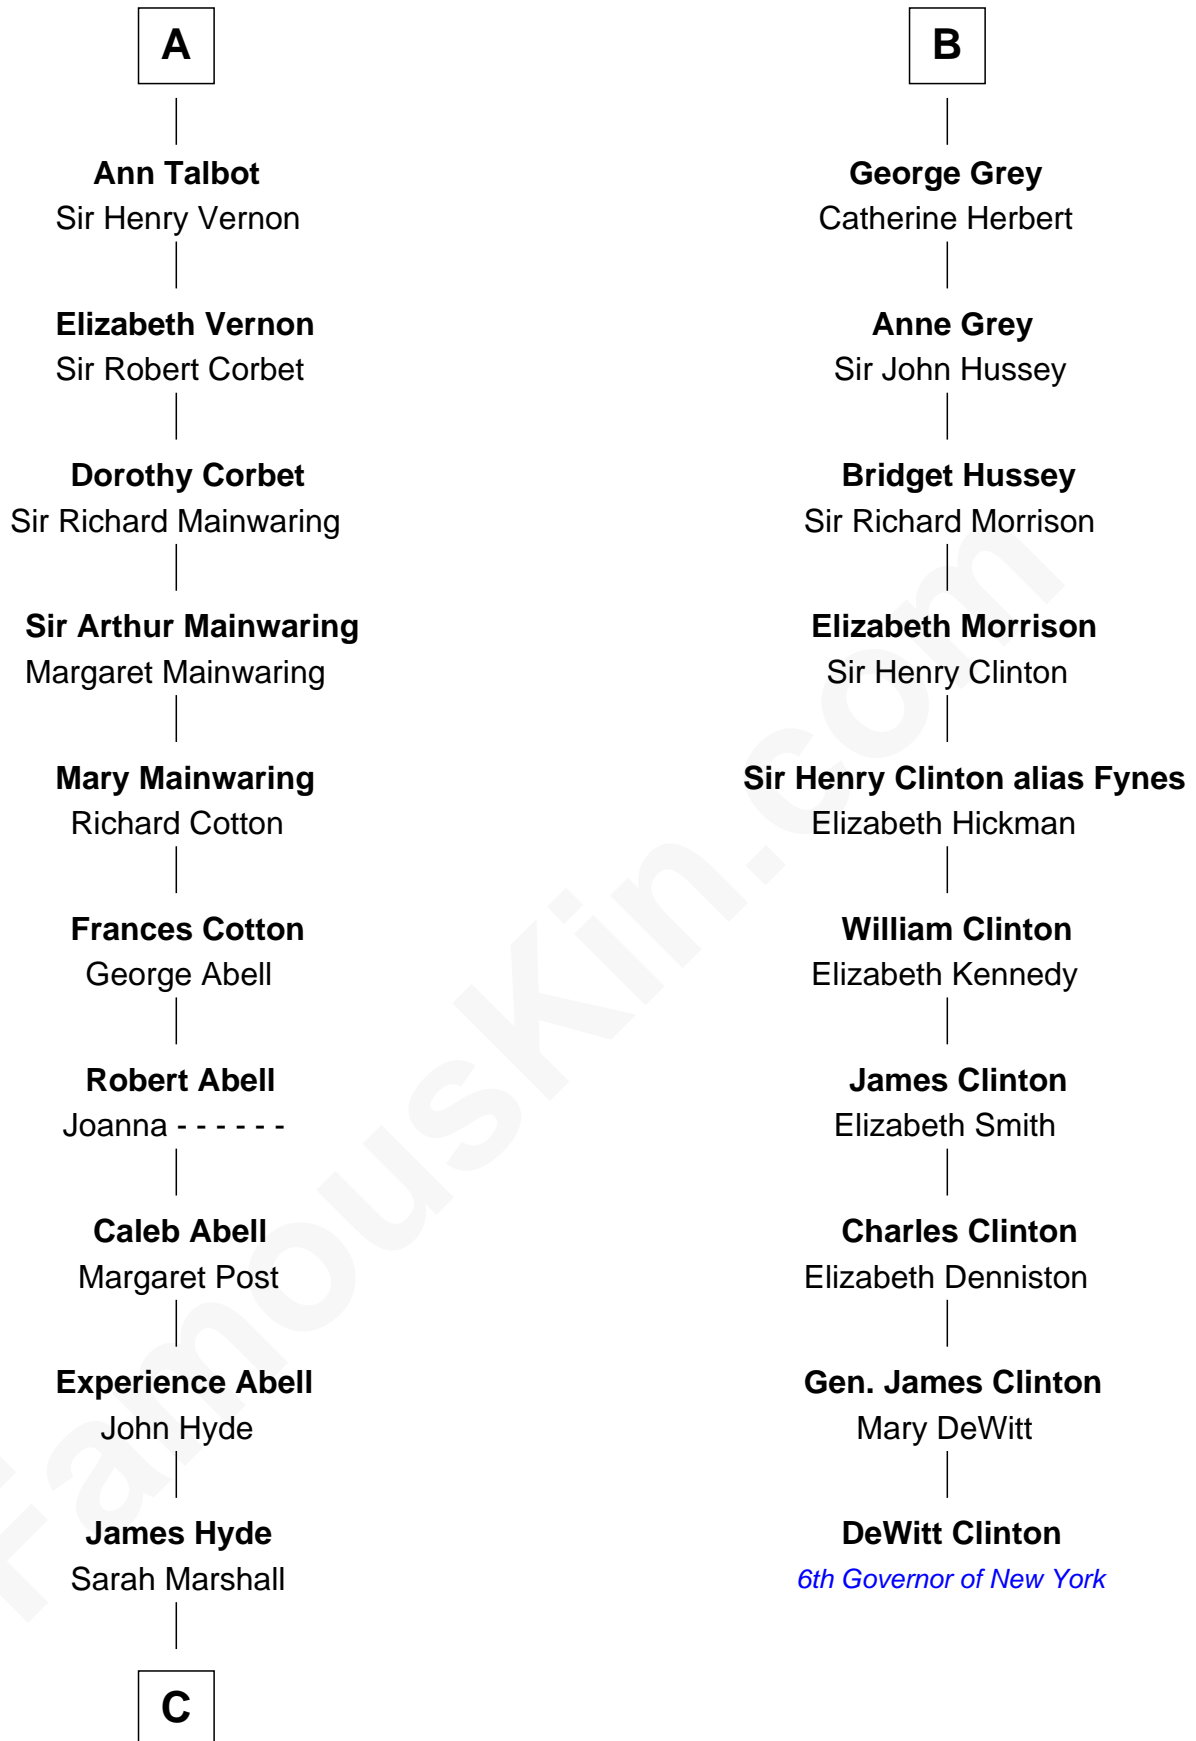 A
Ann Talbot
Sir Henry Vernon
Elizabeth Vernon
Sir Robert Corbet
Dorothy Corbet
Sir Richard Mainwaring
Sir Arthur Mainwaring
Margaret Mainwaring
Mary Mainwaring
Richard Cotton
Frances Cotton
George Abell
Robert Abell
Joanna - - - - - -
Caleb Abell
Margaret Post
Experience Abell
John Hyde
James Hyde
Sarah Marshall
C
B
George Grey
Catherine Herbert
Anne Grey
Sir John Hussey
Bridget Hussey
Sir Richard Morrison
Elizabeth Morrison
Sir Henry Clinton
Sir Henry Clinton alias Fynes
Elizabeth Hickman
William Clinton
Elizabeth Kennedy
James Clinton
Elizabeth Smith
Charles Clinton
Elizabeth Denniston
Gen. James Clinton
Mary DeWitt
DeWitt Clinton
6th Governor of New York
FamousKin.com